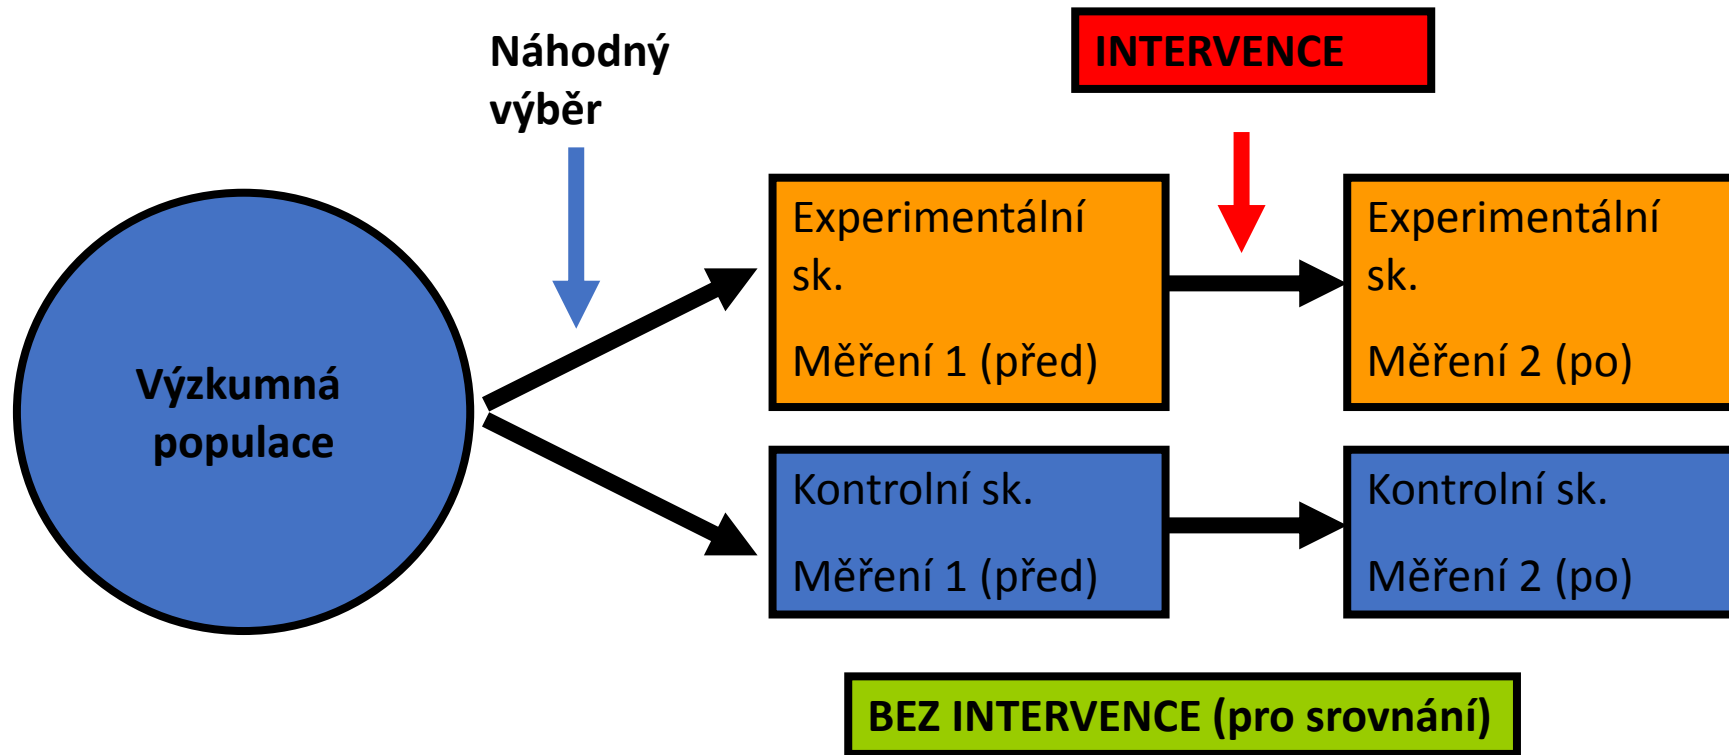 Náhodný
výběr
INTERVENCE
Výzkumná
populace
Experimentální
sk.
Měření 1 (před)
Experimentální
sk.
Měření 2 (po)
Kontrolní sk.
Měření 1 (před)
Kontrolní sk.
Měření 2 (po)
BEZ INTERVENCE (pro srovnání)